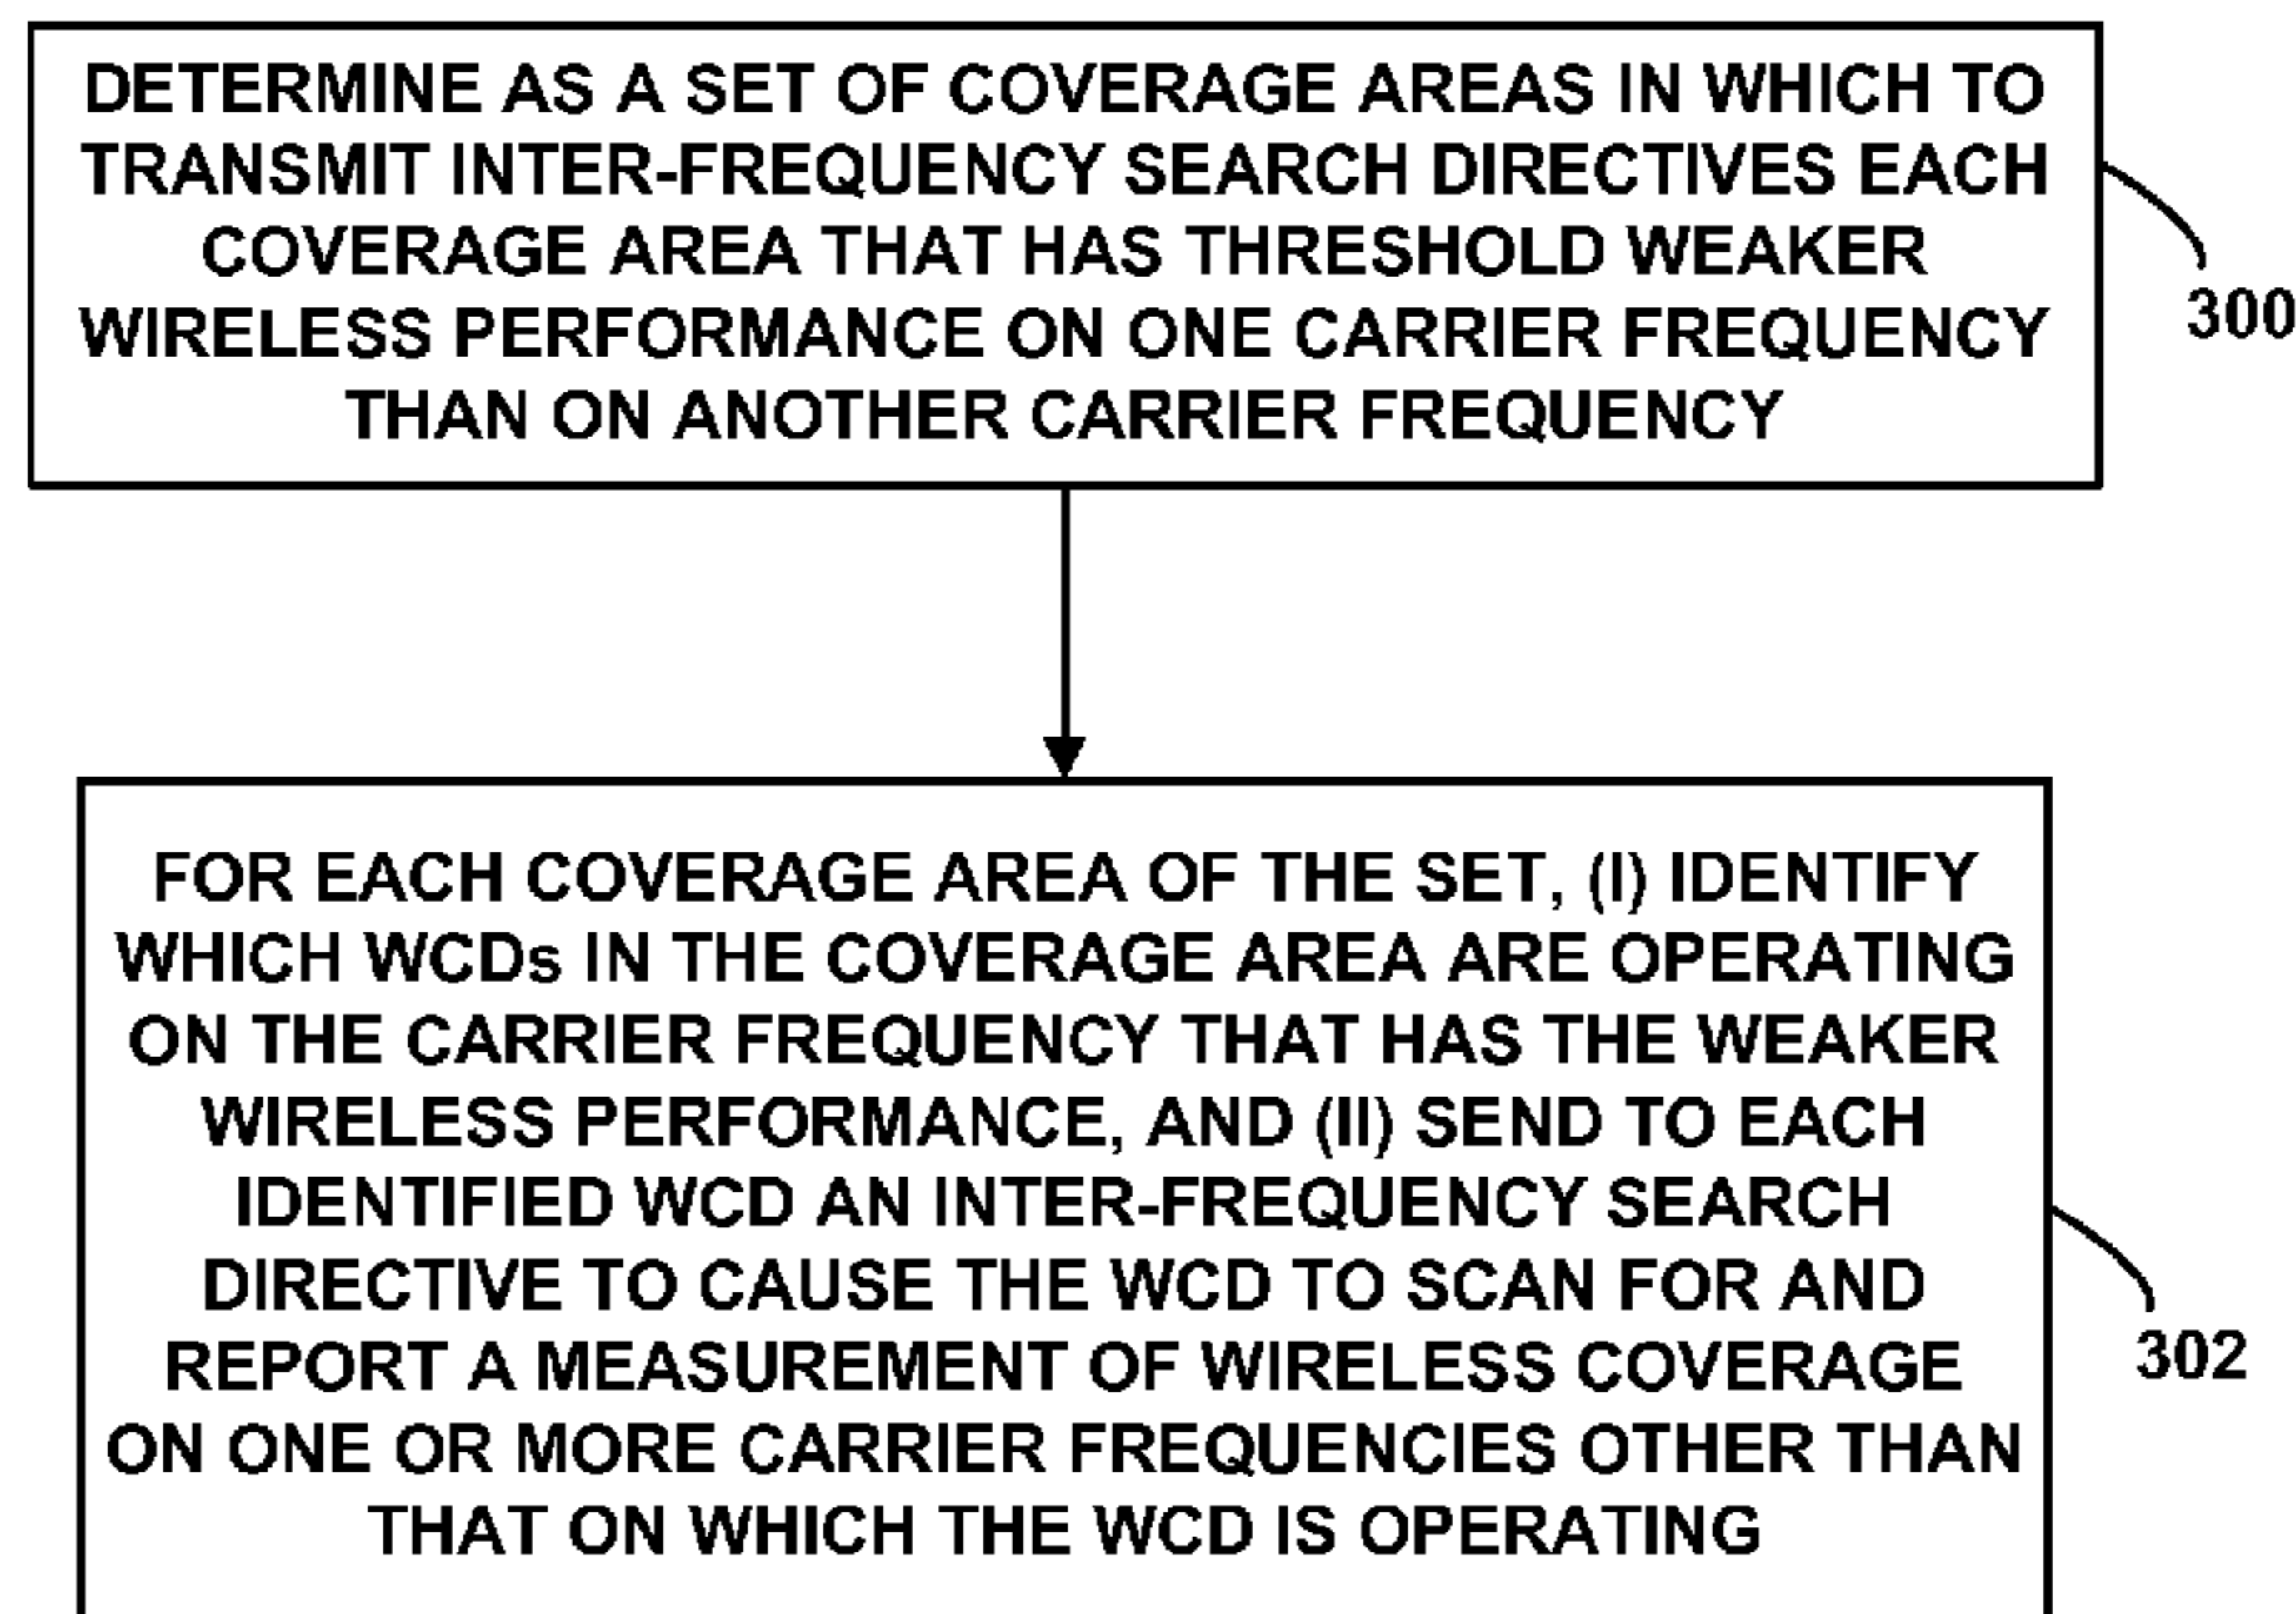 DETERMINE AS A SET OF COVERAGE AREAS IN WHICH TO
TRANSMIT INTER-FREQUENCY SEARCH DIRECTIVES EACH
COVERAGE AREA THAT HAS THRESHOLD WEAKER
WIRELESS PERFORMANCE ON ONE CARRIER FREQUENCY
THAN ON ANOTHER CARRIER FREQUENCY
300
FOR EACH COVERAGE AREA OF THE SET, (I) IDENTIFY
WHICH WCDs IN THE COVERAGE AREA ARE OPERATING
ON THE CARRIER FREQUENCY THAT HAS THE WEAKER
WIRELESS PERFORMANCE, AND (II) SEND TO EACH
IDENTIFIED WCD AN INTER-FREQUENCY SEARCH
DIRECTIVE TO CAUSE THE WCD TO SCAN FOR AND
REPORT A MEASUREMENT OF WIRELESS COVERAGE
ON ONE OR MORE CARRIER FREQUENCIES OTHER THAN
THAT ON WHICH THE WCD IS OPERATING
302